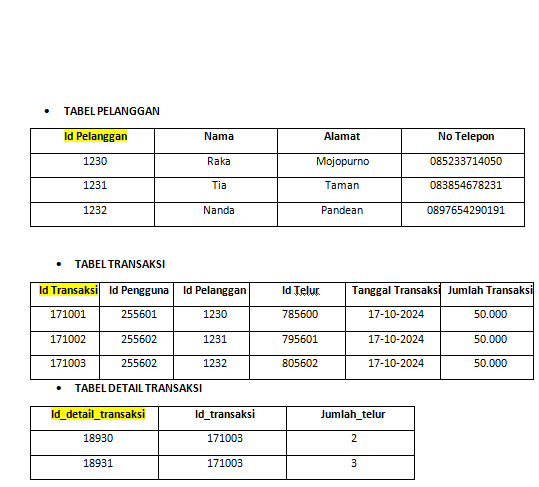 • TABEL PELANGGAN
Id Pelanggan Nama Alamat No Telepon
1230 Raka Mojopurno 085233714050
1231 Tia Taman 083854678231
1232 Nanda Pandean 0897654290191
• TABEL TRANSAKSI
Id Transaksi Id Pengguna Id Pelanggan Id Telur Tanggal Transaksi Jumlah Transaksi
171001 255601 1230 785600 17-10-2024 50.000
171002 255602 1231 795601 17-10-2024 50.000
171003 255602 1232 805602 17-10-2024 50.000
• TABEL DETAIL TRANSAKSI
Id_detail_transaksi Id_transaksi Jumlah_telur
18930 171003 2
18931 171003 3